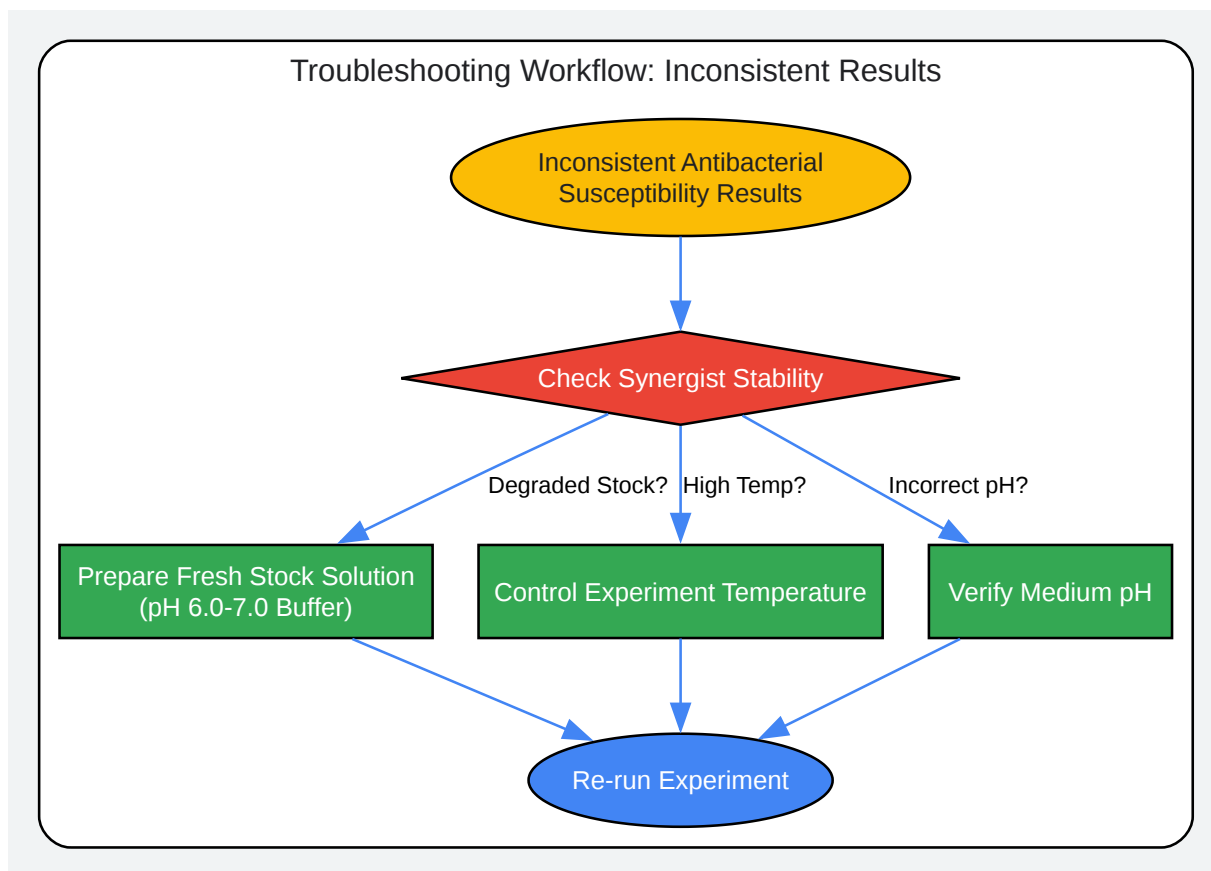 Troubleshooting Workflow: Inconsistent Results
Inconsistent Antibacterial
Susceptibility Results
Check Synergist Stability
Degraded Stock?
High Temp?
Incorrect pH?
Prepare Fresh Stock Solution
(pH 6.0-7.0 Buffer)
Control Experiment Temperature
Verify Medium pH
Re-run Experiment